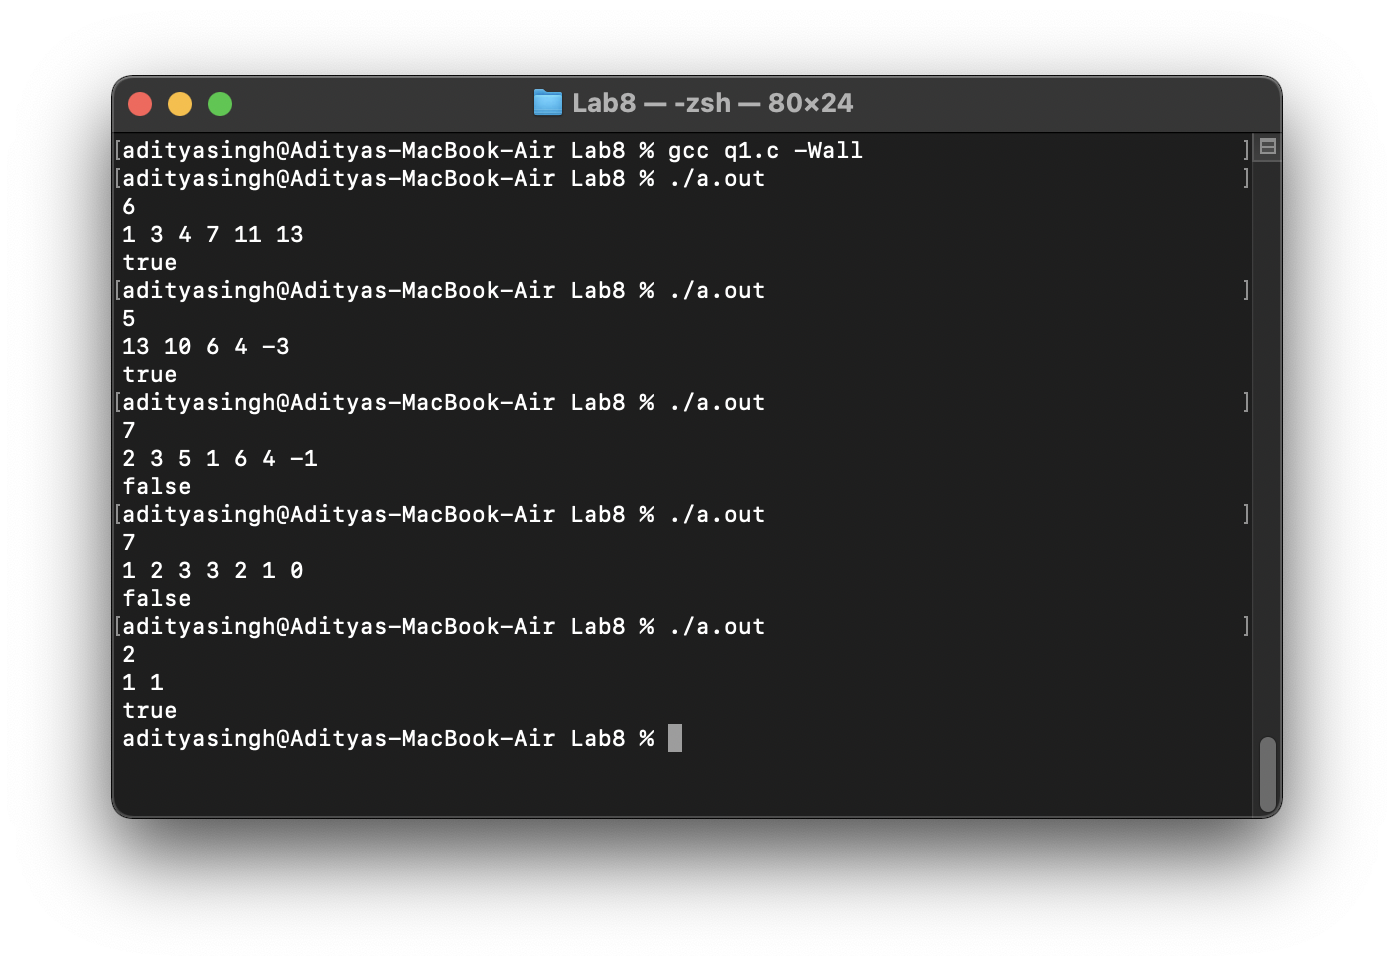 Lab8 — -zsh — 80×24
[adityasingh@Adityas-MacBook-Air Lab8 % gcc q1.c -Wall ]
[adityasingh@Adityas-MacBook-Air Lab8 % ./a.out ]
6
1 3 4 7 11 13
true
[adityasingh@Adityas-MacBook-Air Lab8 % ./a.out ]
5
13 10 6 4 -3
true
[adityasingh@Adityas-MacBook-Air Lab8 % ./a.out ]
7
2 3 5 1 6 4 -1
false
[adityasingh@Adityas-MacBook-Air Lab8 % ./a.out ]
7
1 2 3 3 2 1 0
false
[adityasingh@Adityas-MacBook-Air Lab8 % ./a.out ]
2
1 1
true
adityasingh@Adityas-MacBook-Air Lab8 %